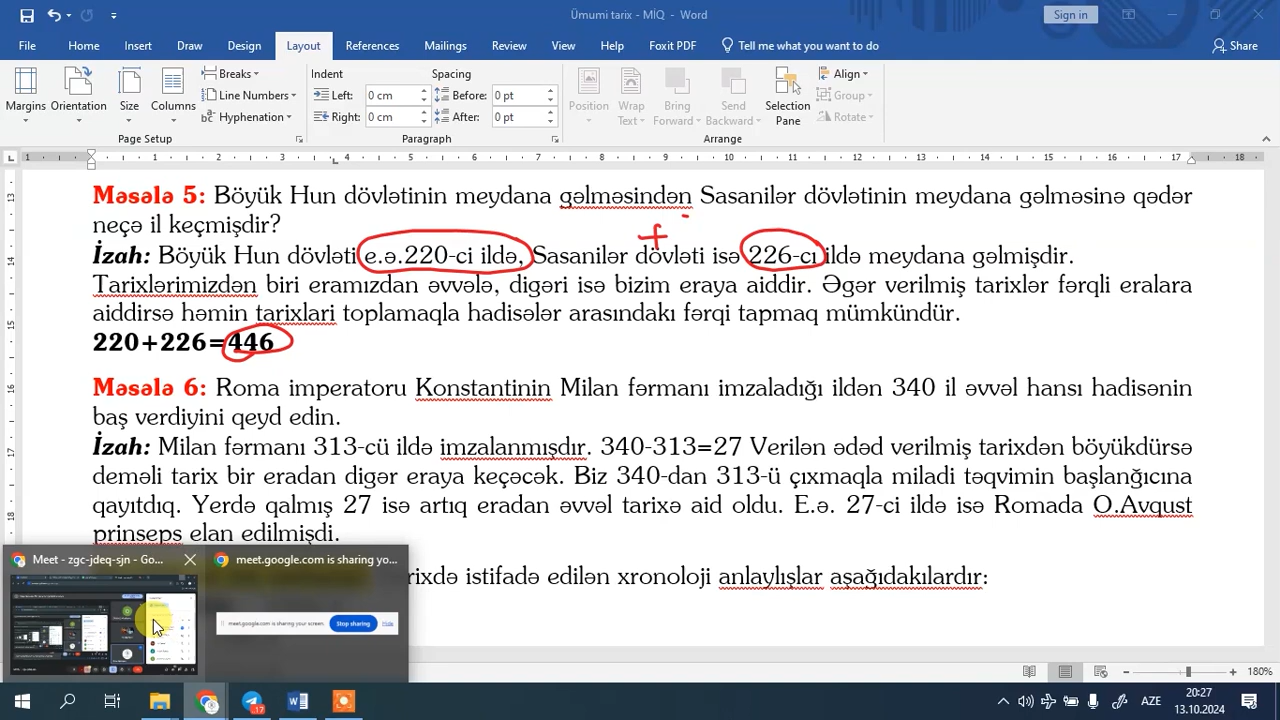 Ümumi tarix - MİQ - Word
Sign in
File Home Insert Draw Design Layout References Mailings Review View Help Foxit PDF Tell me what you want to do Share
Margins Orientation Size Columns Breaks Line Numbers Hyphenation
Page Setup
Indent Spacing
Left: 0 cm Before: 0 pt
Right: 0 cm After: 0 pt
Paragraph
Position Wrap Text Bring Forward Send Backward Selection Pane Align Group Rotate
Arrange
Məsələ 5: Böyük Hun dövlətinin meydana gəlməsindən Sasanilər dövlətinin meydana gəlməsinə qədər
neçə il keçmişdir?
+
İzah: Böyük Hun dövləti e.ə.220-ci ildə, Sasanilər dövləti isə 226-cı ildə meydana gəlmişdir.
Tarixlərimizdən biri eramızdan əvvələ, digəri isə bizim eraya aiddir. Əgər verilmiş tarixlər fərqli eralara
aiddirsə həmin tarixlari toplamaqla hadisələr arasındakı fərqi tapmaq mümkündür.
220+226=446
Məsələ 6: Roma imperatoru Konstantinin Milan fərmanı imzaladığı ildən 340 il əvvəl hansı hadisənin
baş verdiyini qeyd edin.
İzah: Milan fərmanı 313-cü ildə imzalanmışdır. 340-313=27 Verilən ədəd verilmiş tarixdən böyükdürsə
deməli tarix bir eradan digər eraya keçəcək. Biz 340-dan 313-ü çıxmaqla miladi təqvimin başlanğıcına
qayıtdıq. Yerdə qalmış 27 isə artıq eradan əvvəl tarixə aid oldu. E.ə. 27-ci ildə isə Romada O.Avqust
prinseps elan edilmişdi.
rixdə istifadə edilən xronoloji anlayışlar aşağıdakılardır:
Meet - zgc-jdeq-sjn - Go...
meet.google.com is sharing yo...
meet.google.com is sharing your screen. Stop sharing Hide
180%
AZE
20:27
13.10.2024